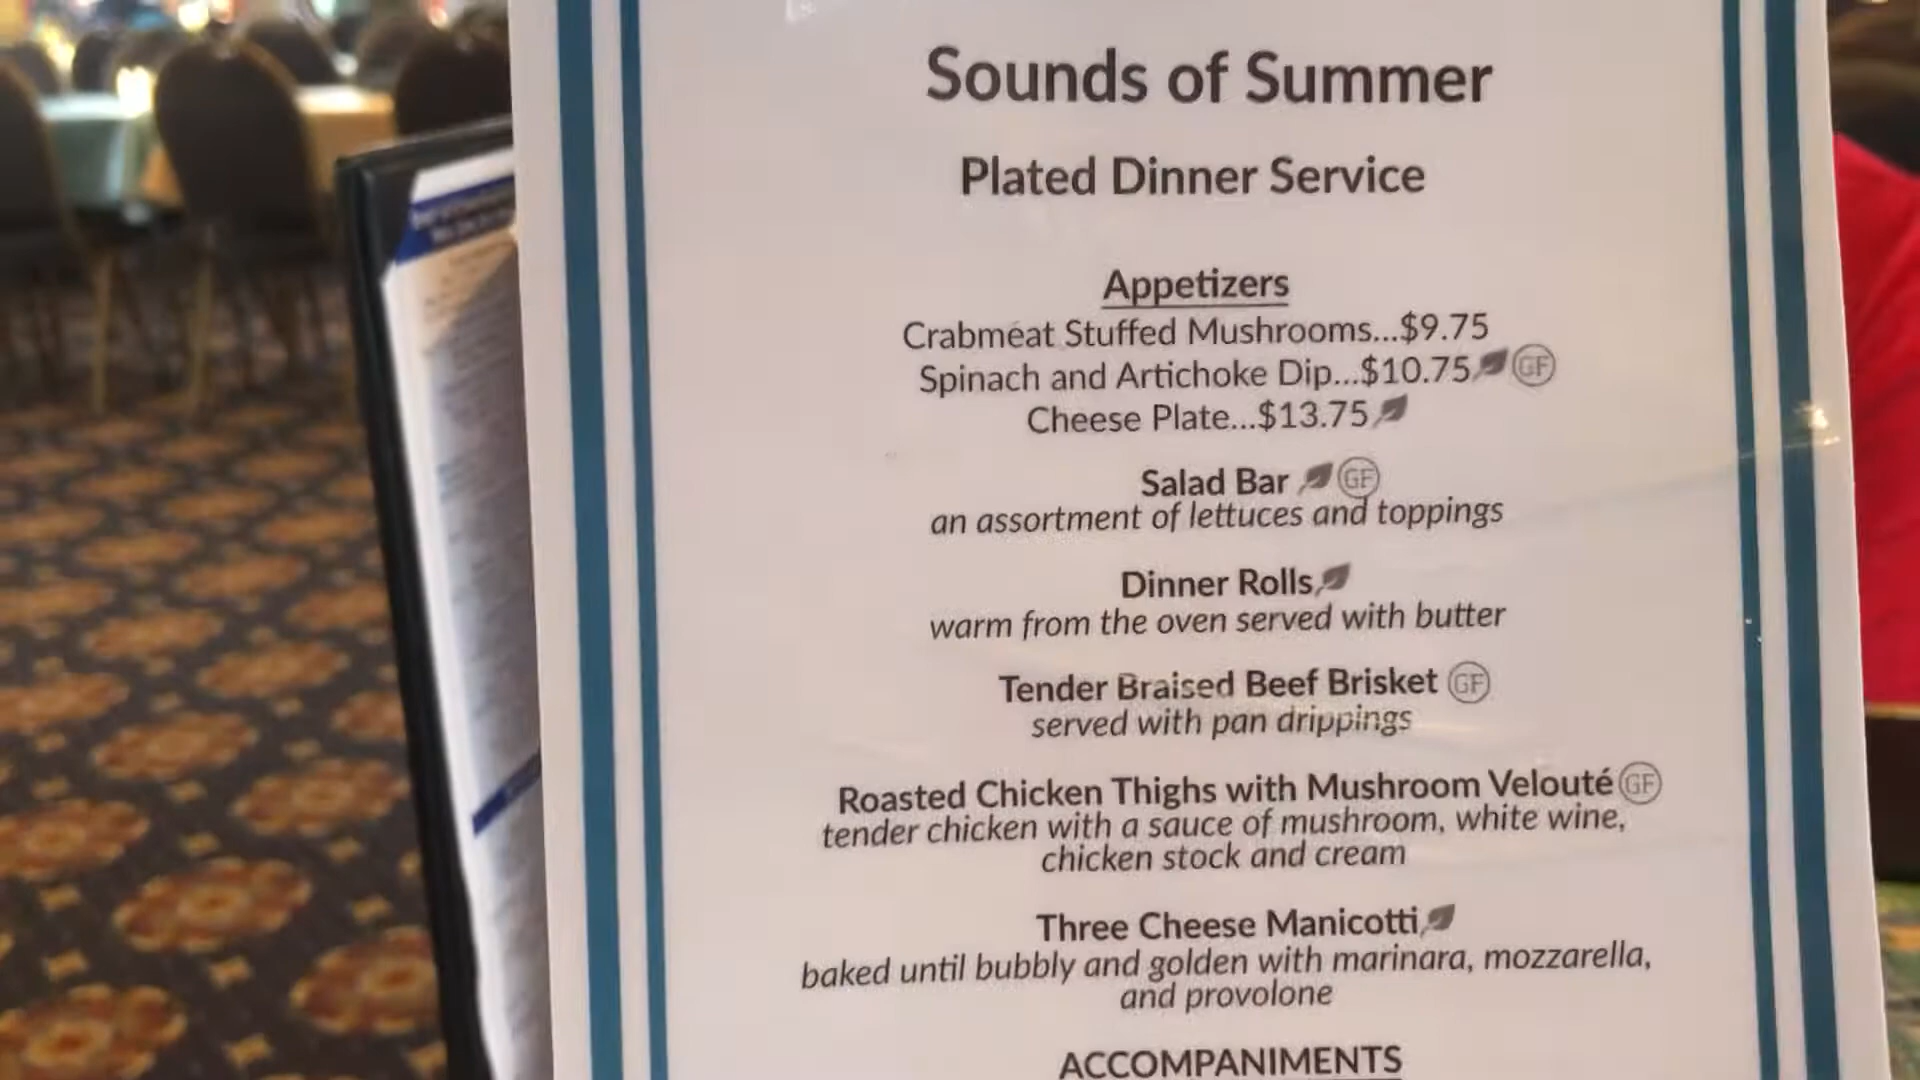 Sounds of Summer
Plated Dinner Service
Appetizers
Crabmeat Stuffed Mushrooms...$9.75
Spinach and Artichoke Dip...$10.75 GF
Cheese Plate...$13.75
Salad Bar GF
an assortment of lettuces and toppings
Dinner Rolls
warm from the oven served with butter
Tender Braised Beef Brisket GF
served with pan drippings
Roasted Chicken Thighs with Mushroom Velouté GF
tender chicken with a sauce of mushroom, white wine,
chicken stock and cream
Three Cheese Manicotti
baked until bubbly and golden with marinara, mozzarella,
and provolone
ACCOMPANIMENTS